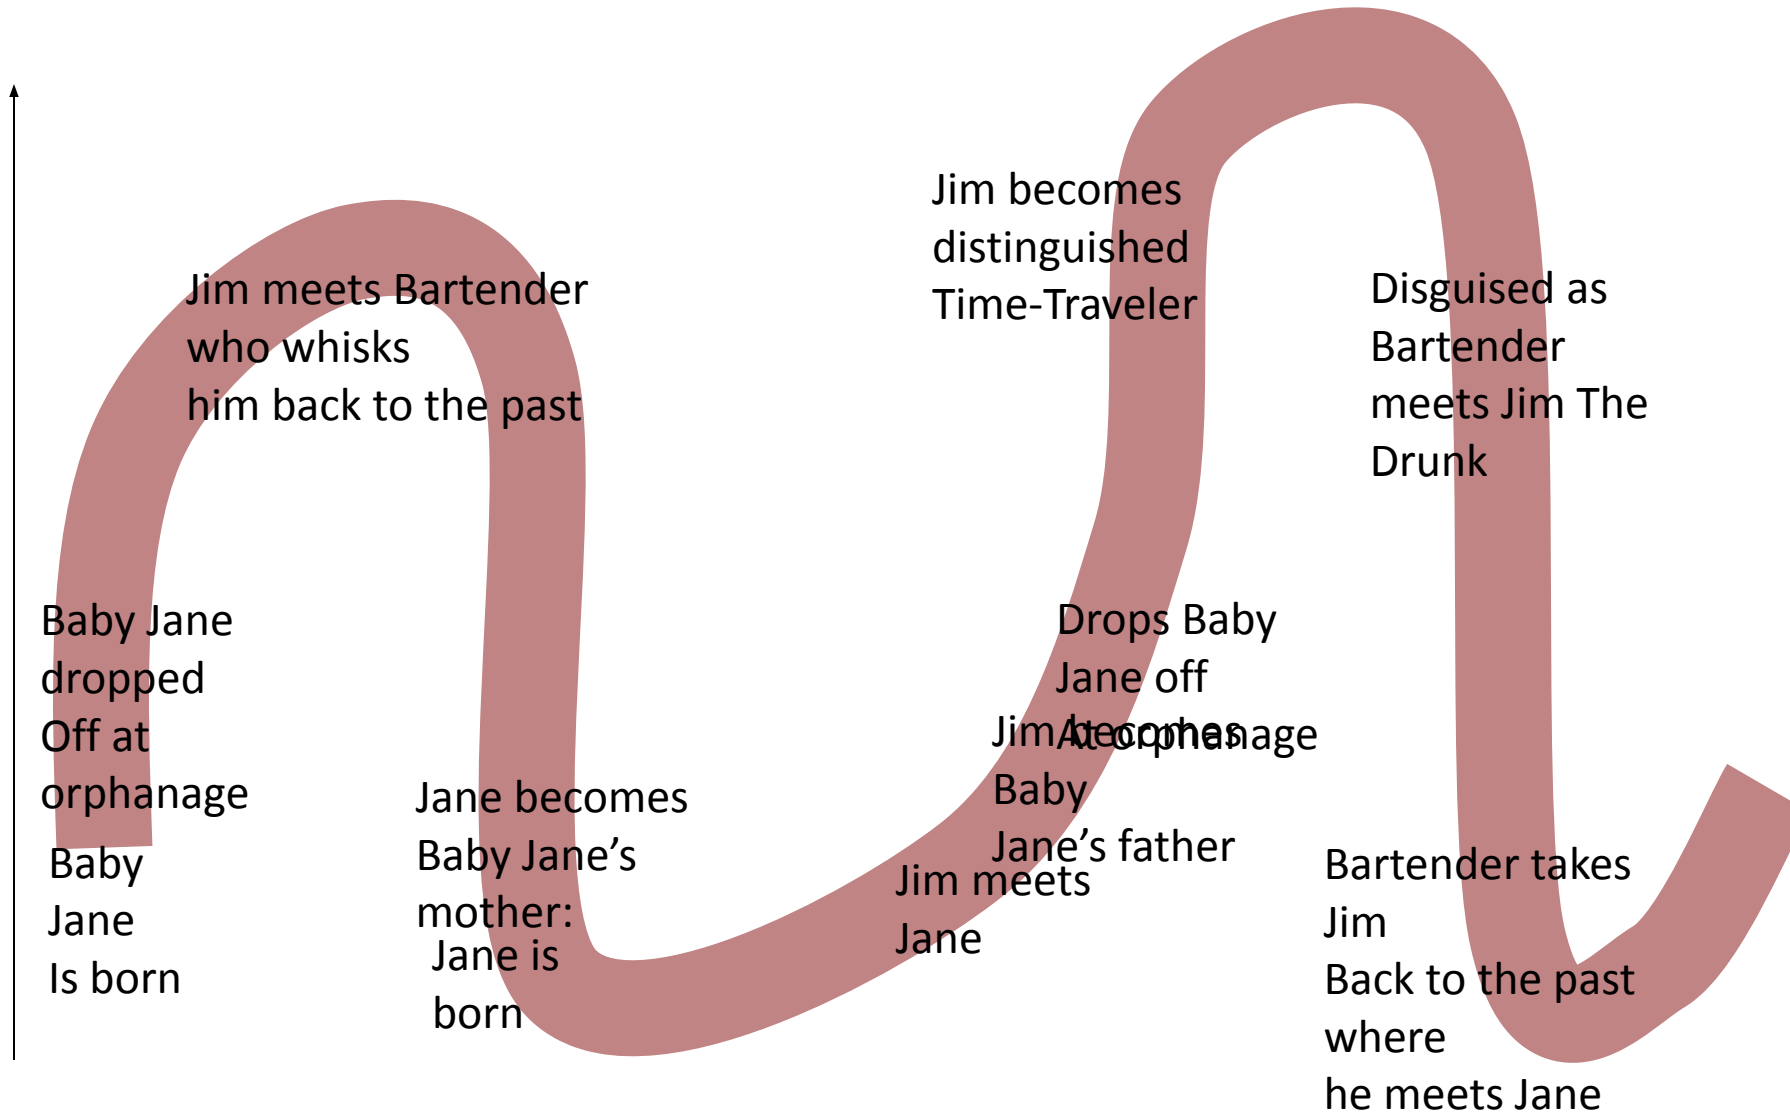 Jim becomes
distinguished
Time-Traveler
Jim meets Bartender
who whisks
him back to the past
Disguised as
Bartender
meets Jim The
Drunk
Baby Jane
dropped
Off at
orphanage
Baby
Jane
Is born
Jane becomes
Baby Jane’s
mother:
Jane is
born
Drops Baby
Jane off
At orphanage
Jim becomes
Baby
Jane’s father
Jim meets
Jane
Bartender takes
Jim
Back to the past
where
he meets Jane